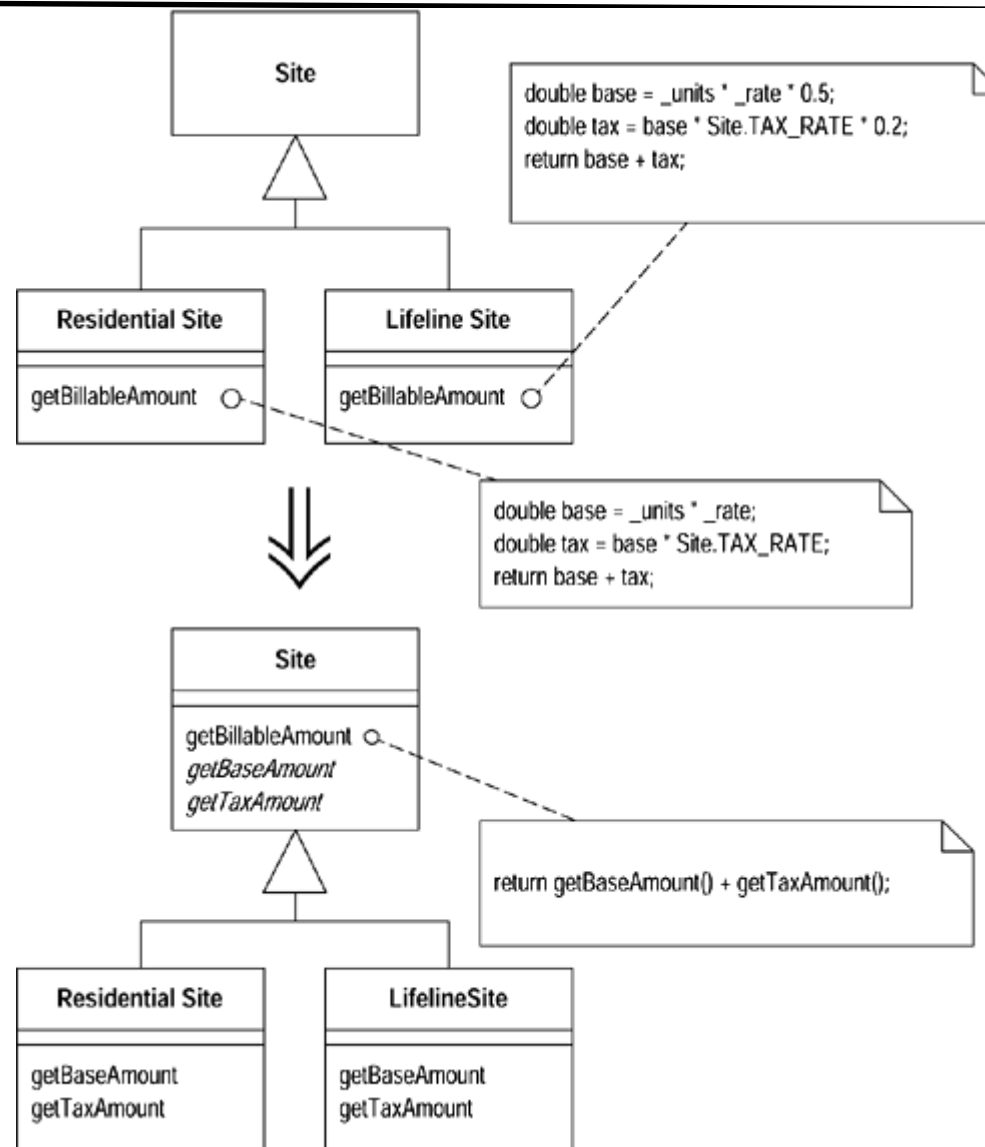 Site
double base = _units * _rate * 0.5;
double tax = base * Site.TAX_RATE * 0.2;
return base + tax;
Residential Site
getBillableAmount
Lifeline Site
getBillableAmount
double base = _units * _rate;
double tax = base * Site.TAX_RATE;
return base + tax;
Site
getBillableAmount
getBaseAmount
getTaxAmount
return getBaseAmount() + getTaxAmount();
Residential Site
getBaseAmount
getTaxAmount
LifelineSite
getBaseAmount
getTaxAmount